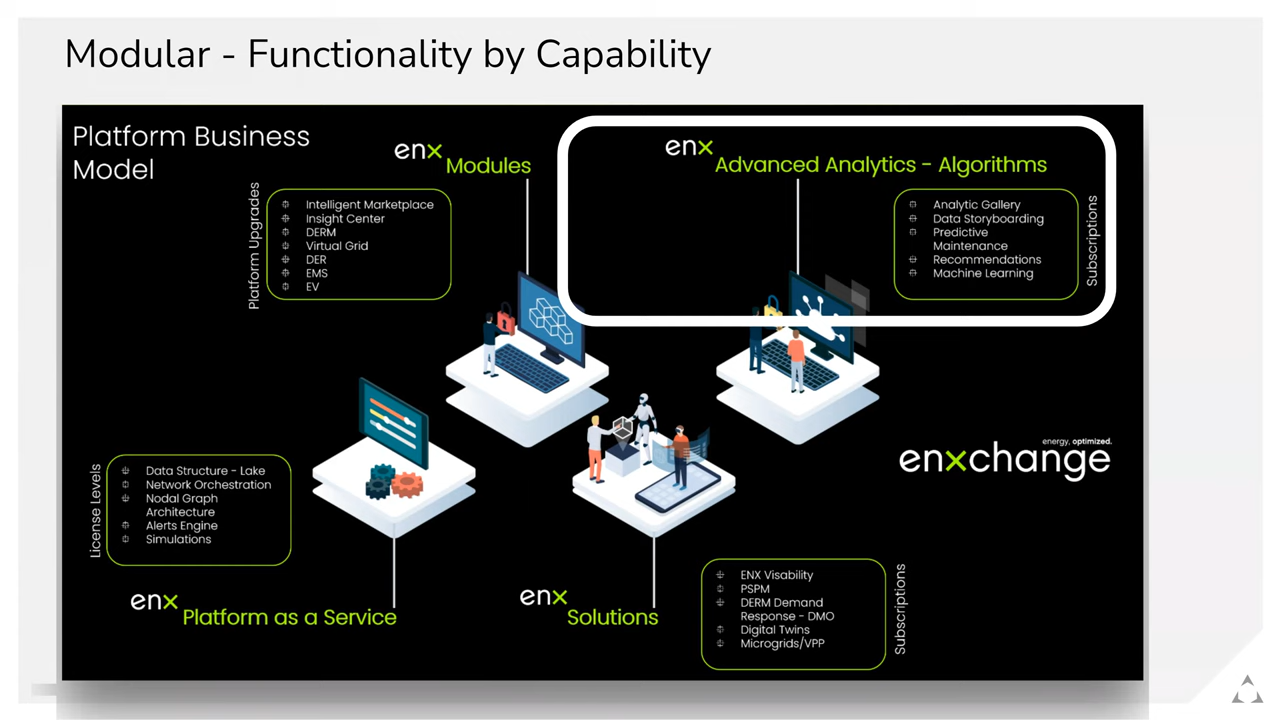 Modular - Functionality by Capability
Platform Business
Model
enx
Modules
Platform Upgrades
Intelligent Marketplace
Insight Center
DERM
Virtual Grid
DER
EMS
EV
enx
Advanced Analytics - Algorithms
Analytic Gallery
Data Storyboarding
Predictive
Maintenance
Recommendations
Machine Learning
Subscriptions
energy, optimized.
enxchange
License Levels
Data Structure - Lake
Network Orchestration
Nodal Graph
Architecture
Alerts Engine
Simulations
enx
Platform as a Service
enx
Solutions
ENX Visability
PSPM
DERM Demand
Response - DMO
Digital Twins
Microgrids/VPP
Subscriptions